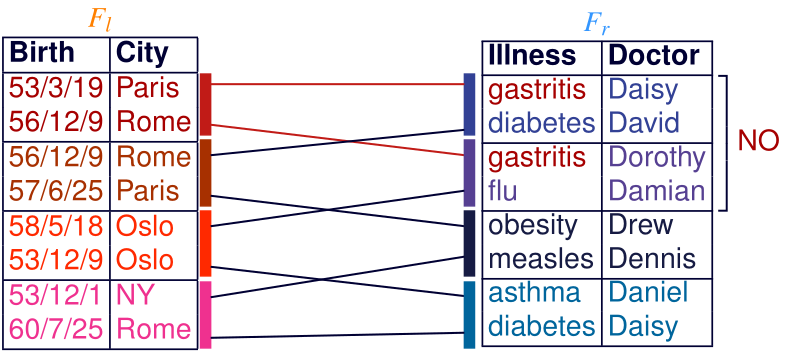 F_l F_r
Birth City Illness Doctor
53/3/19 Paris gastritis Daisy
56/12/9 Rome diabetes David
NO
56/12/9 Rome gastritis Dorothy
57/6/25 Paris flu Damian
58/5/18 Oslo obesity Drew
53/12/9 Oslo measles Dennis
53/12/1 NY asthma Daniel
60/7/25 Rome diabetes Daisy